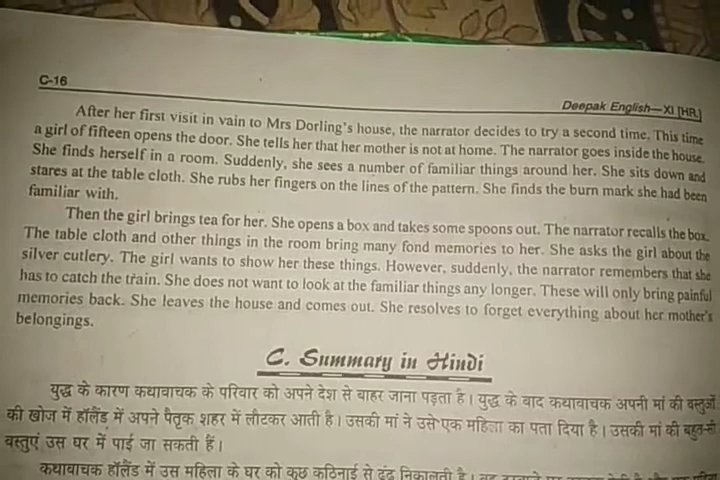 C-16
Deepak English—XI [HR.]
After her first visit in vain to Mrs Dorling's house, the narrator decides to try a second time. This time
a girl of fifteen opens the door. She tells her that her mother is not at home. The narrator goes inside the house.
She finds herself in a room. Suddenly, she sees a number of familiar things around her. She sits down and
stares at the table cloth. She rubs her fingers on the lines of the pattern. She finds the burn mark she had been
familiar with.
Then the girl brings tea for her. She opens a box and takes some spoons out. The narrator recalls the box.
The table cloth and other things in the room bring many fond memories to her. She asks the girl about the
silver cutlery. The girl wants to show her these things. However, suddenly, the narrator remembers that she
has to catch the train. She does not want to look at the familiar things any longer. These will only bring painful
memories back. She leaves the house and comes out. She resolves to forget everything about her mother's
belongings.
C. Summary in Hindi
युद्ध के कारण कथावाचक के परिवार को अपने देश से बाहर जाना पड़ता है। युद्ध के बाद कथावाचक अपनी मां की वस्तुओं
की खोज में हॉलैंड में अपने पैतृक शहर में लौटकर आती है। उसकी मां ने उसे एक महिला का पता दिया है। उसकी मां की बहुत-सी
वस्तुएं उस घर में पाई जा सकती हैं।
कथावाचक हॉलैंड में उस महिला के घर को कुछ कठिनाई से ढूंढ निकालती है।